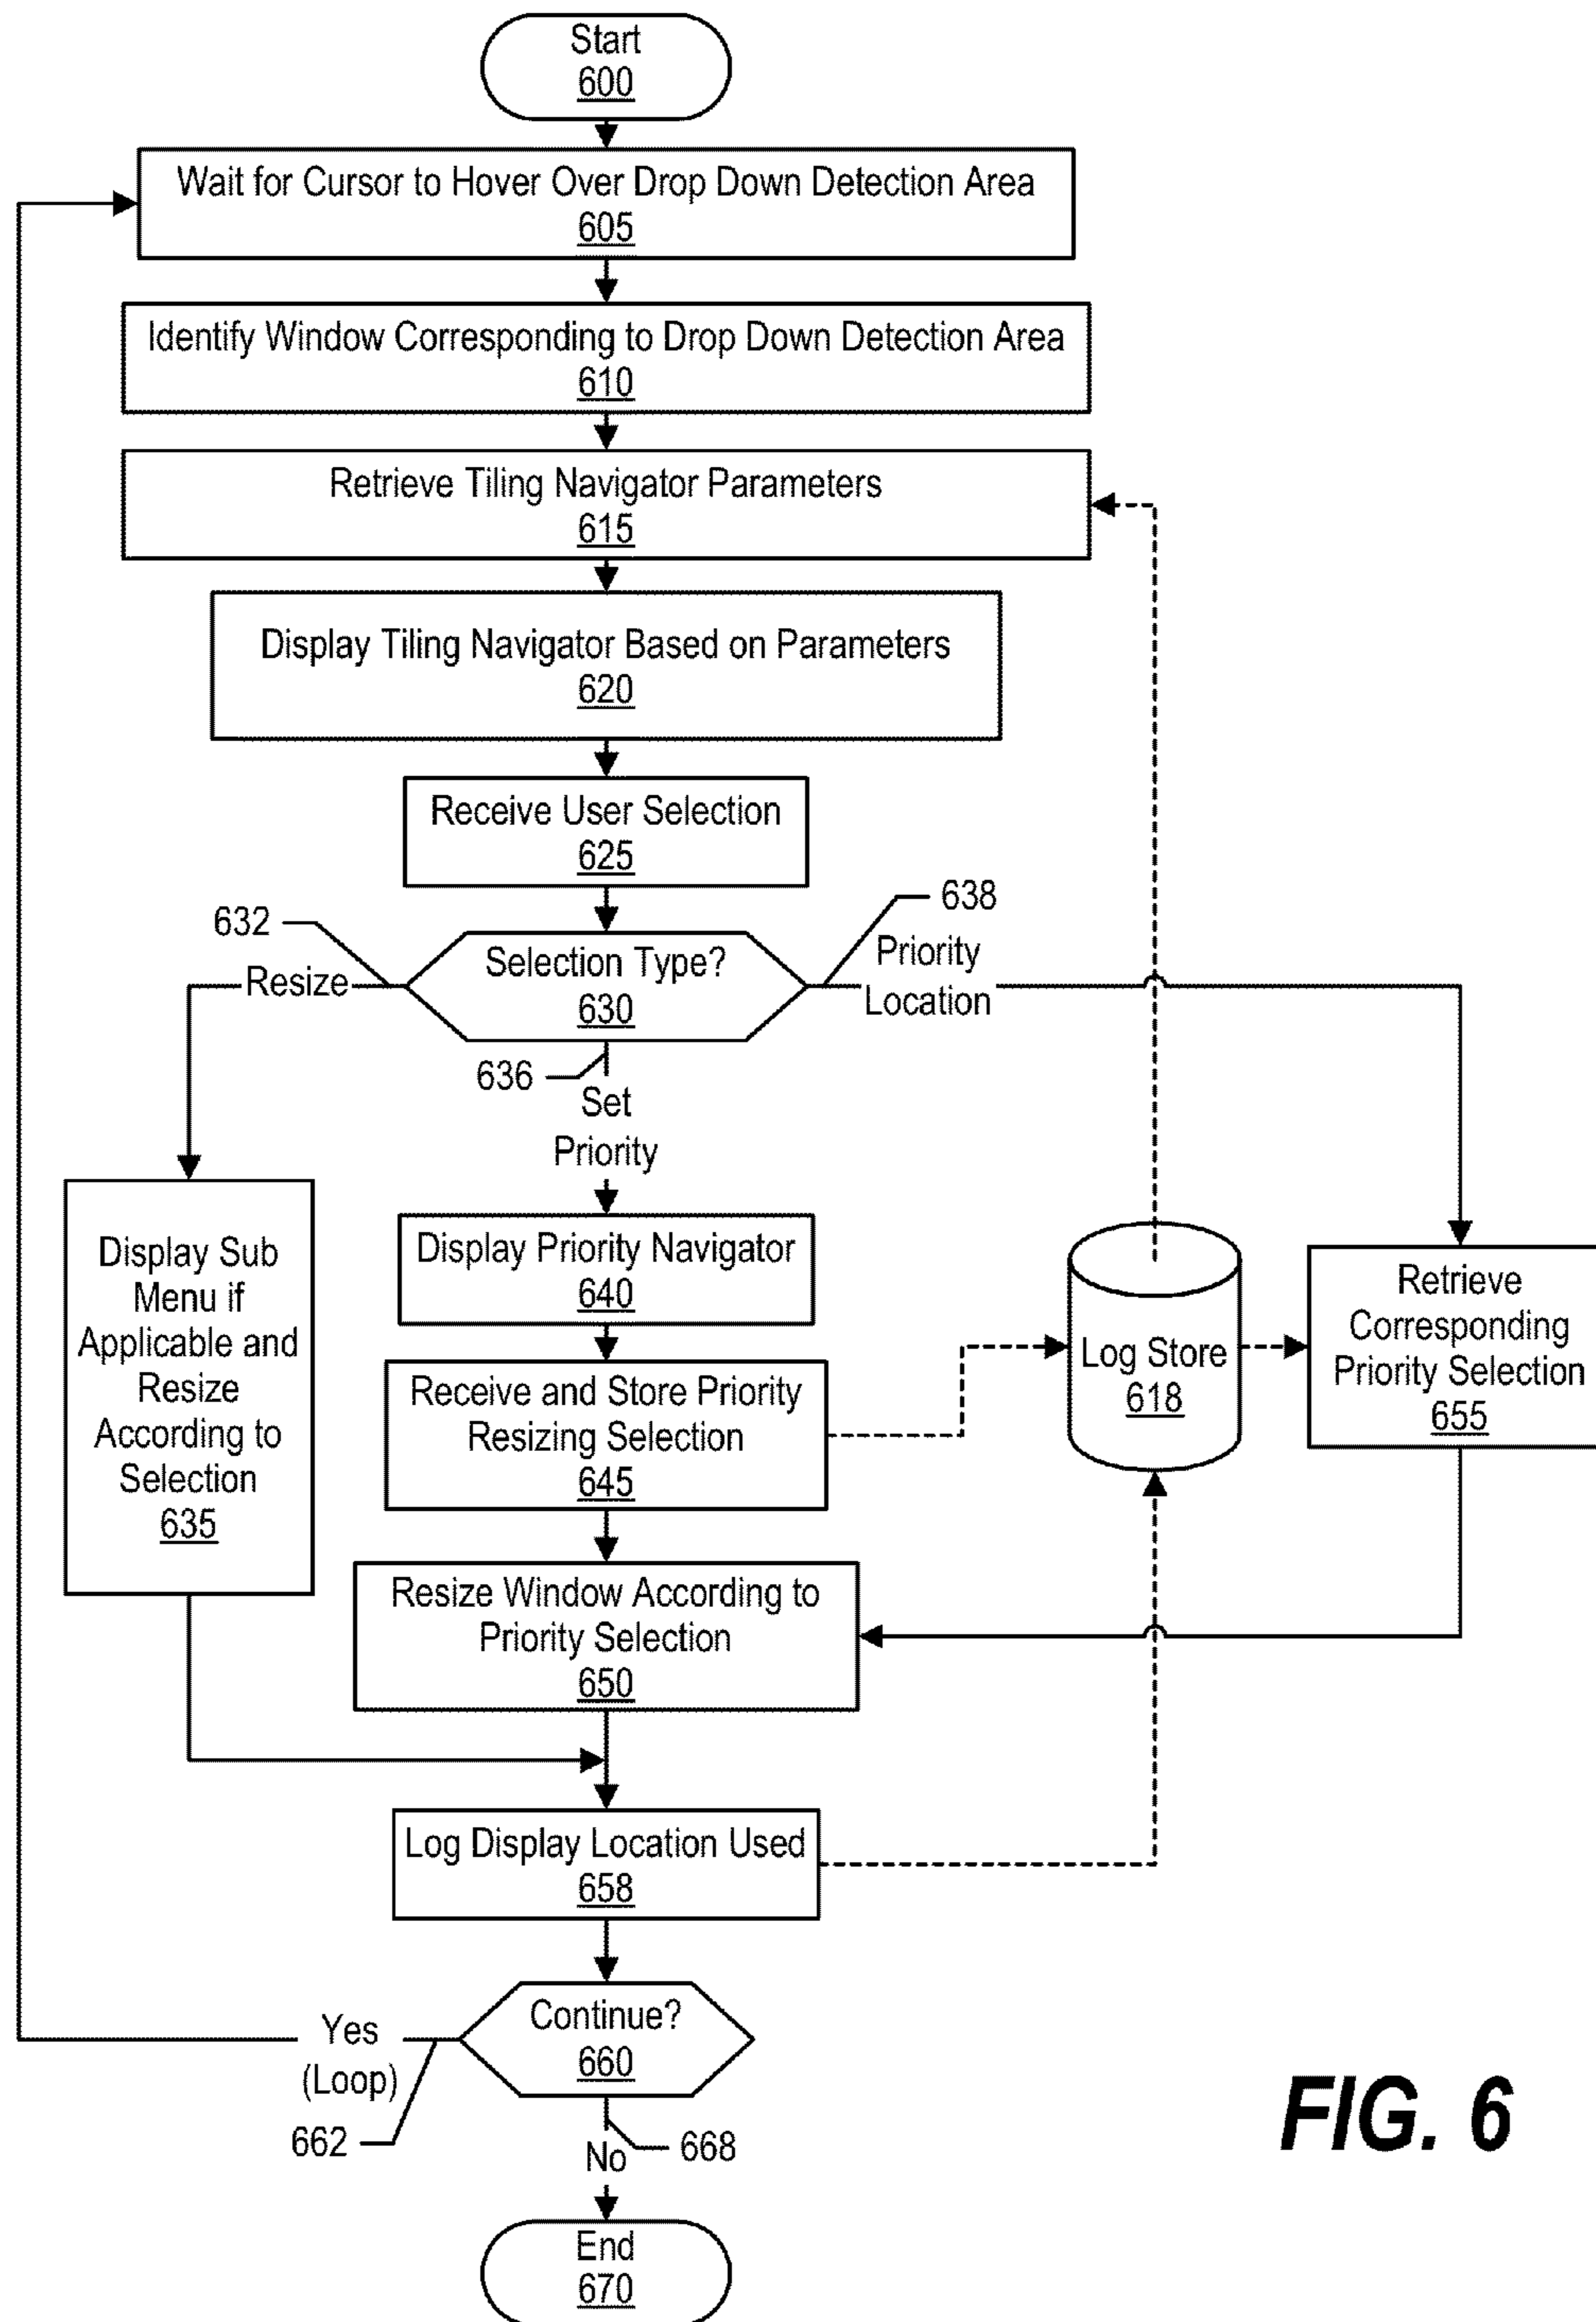 Start
600
Wait for Cursor to Hover Over Drop Down Detection Area
605
Identify Window Corresponding to Drop Down Detection Area
610
Retrieve Tiling Navigator Parameters
615
Display Tiling Navigator Based on Parameters
620
Receive User Selection
625
632
638
Resize
Selection Type?
630
Priority
Location
636
Set
Priority
Display Sub
Menu if
Applicable and
Resize
According to
Selection
635
Display Priority Navigator
640
Receive and Store Priority
Resizing Selection
645
Log Store
618
Retrieve
Corresponding
Priority Selection
655
Resize Window According to
Priority Selection
650
Log Display Location Used
658
Continue?
660
Yes
(Loop)
662
668
No
End
670
FIG. 6